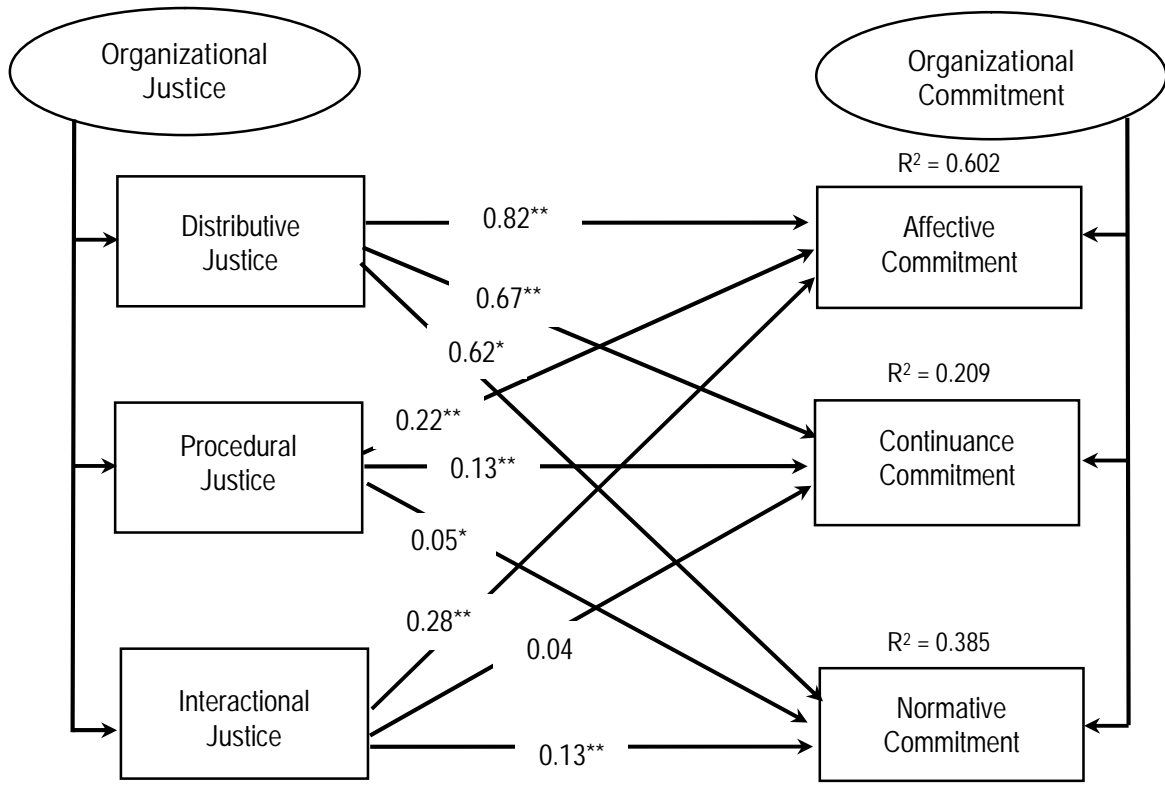 Organizational
Justice
Organizational
Commitment
R² = 0.602
Distributive
Justice
0.82**
Affective
Commitment
0.67**
0.62*
R² = 0.209
0.22**
Procedural
Justice
0.13**
Continuance
Commitment
0.05*
0.28**
0.04
R² = 0.385
Interactional
Justice
0.13**
Normative
Commitment